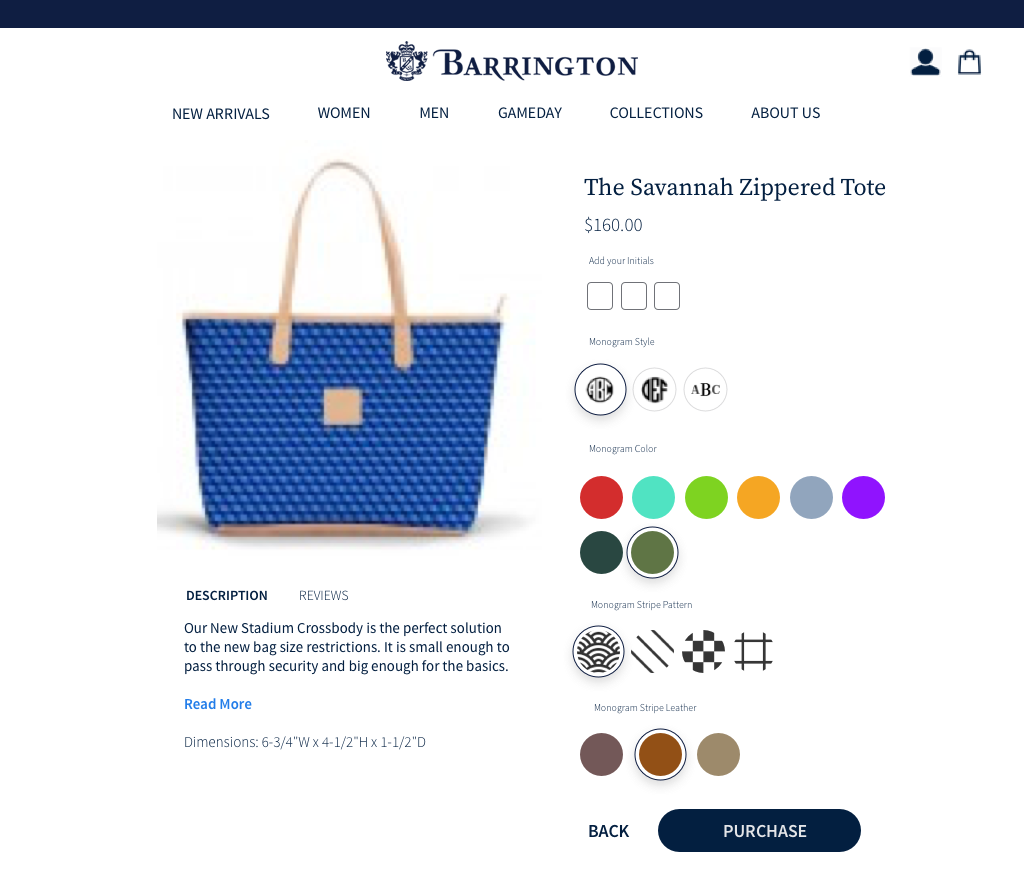 BARRINGTON
NEW ARRIVALS WOMEN MEN GAMEDAY COLLECTIONS ABOUT US
The Savannah Zippered Tote
$160.00
Add your Initials
Monogram Style
ABC DEF ABC
Monogram Color
Monogram Stripe Pattern
Monogram Stripe Leather
BACK PURCHASE
DESCRIPTION REVIEWS
Our New Stadium Crossbody is the perfect solution
to the new bag size restrictions. It is small enough to
pass through security and big enough for the basics.
Read More
Dimensions: 6-3/4"W x 4-1/2"H x 1-1/2"D